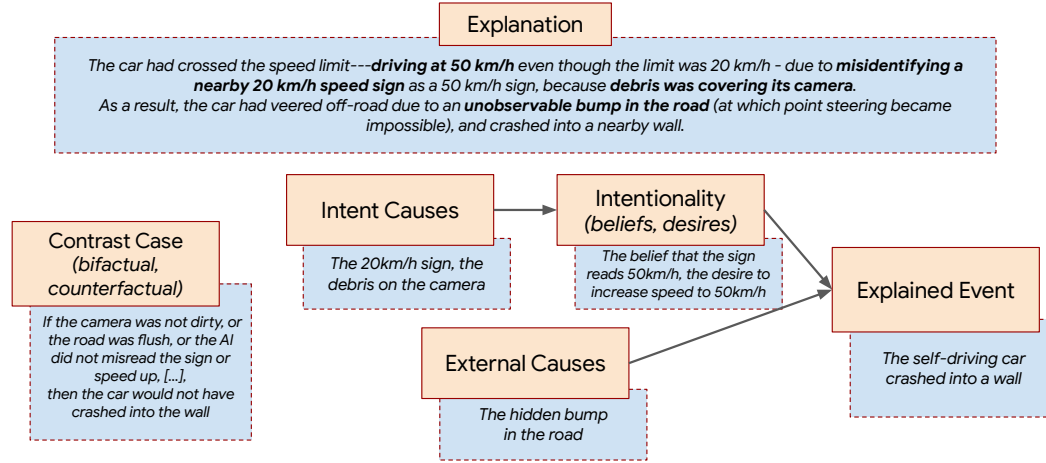 Explanation
The car had crossed the speed limit---driving at 50 km/h even though the limit was 20 km/h - due to misidentifying a
nearby 20 km/h speed sign as a 50 km/h sign, because debris was covering its camera.
As a result, the car had veered off-road due to an unobservable bump in the road (at which point steering became
impossible), and crashed into a nearby wall.
Intent Causes
The 20km/h sign, the
debris on the camera
Intentionality
(beliefs, desires)
The belief that the sign
reads 50km/h, the desire to
increase speed to 50km/h
Contrast Case
(bifactual,
counterfactual)
If the camera was not dirty, or
the road was flush, or the AI
did not misread the sign or
speed up, [...],
then the car would not have
crashed into the wall
External Causes
The hidden bump
in the road
Explained Event
The self-driving car
crashed into a wall